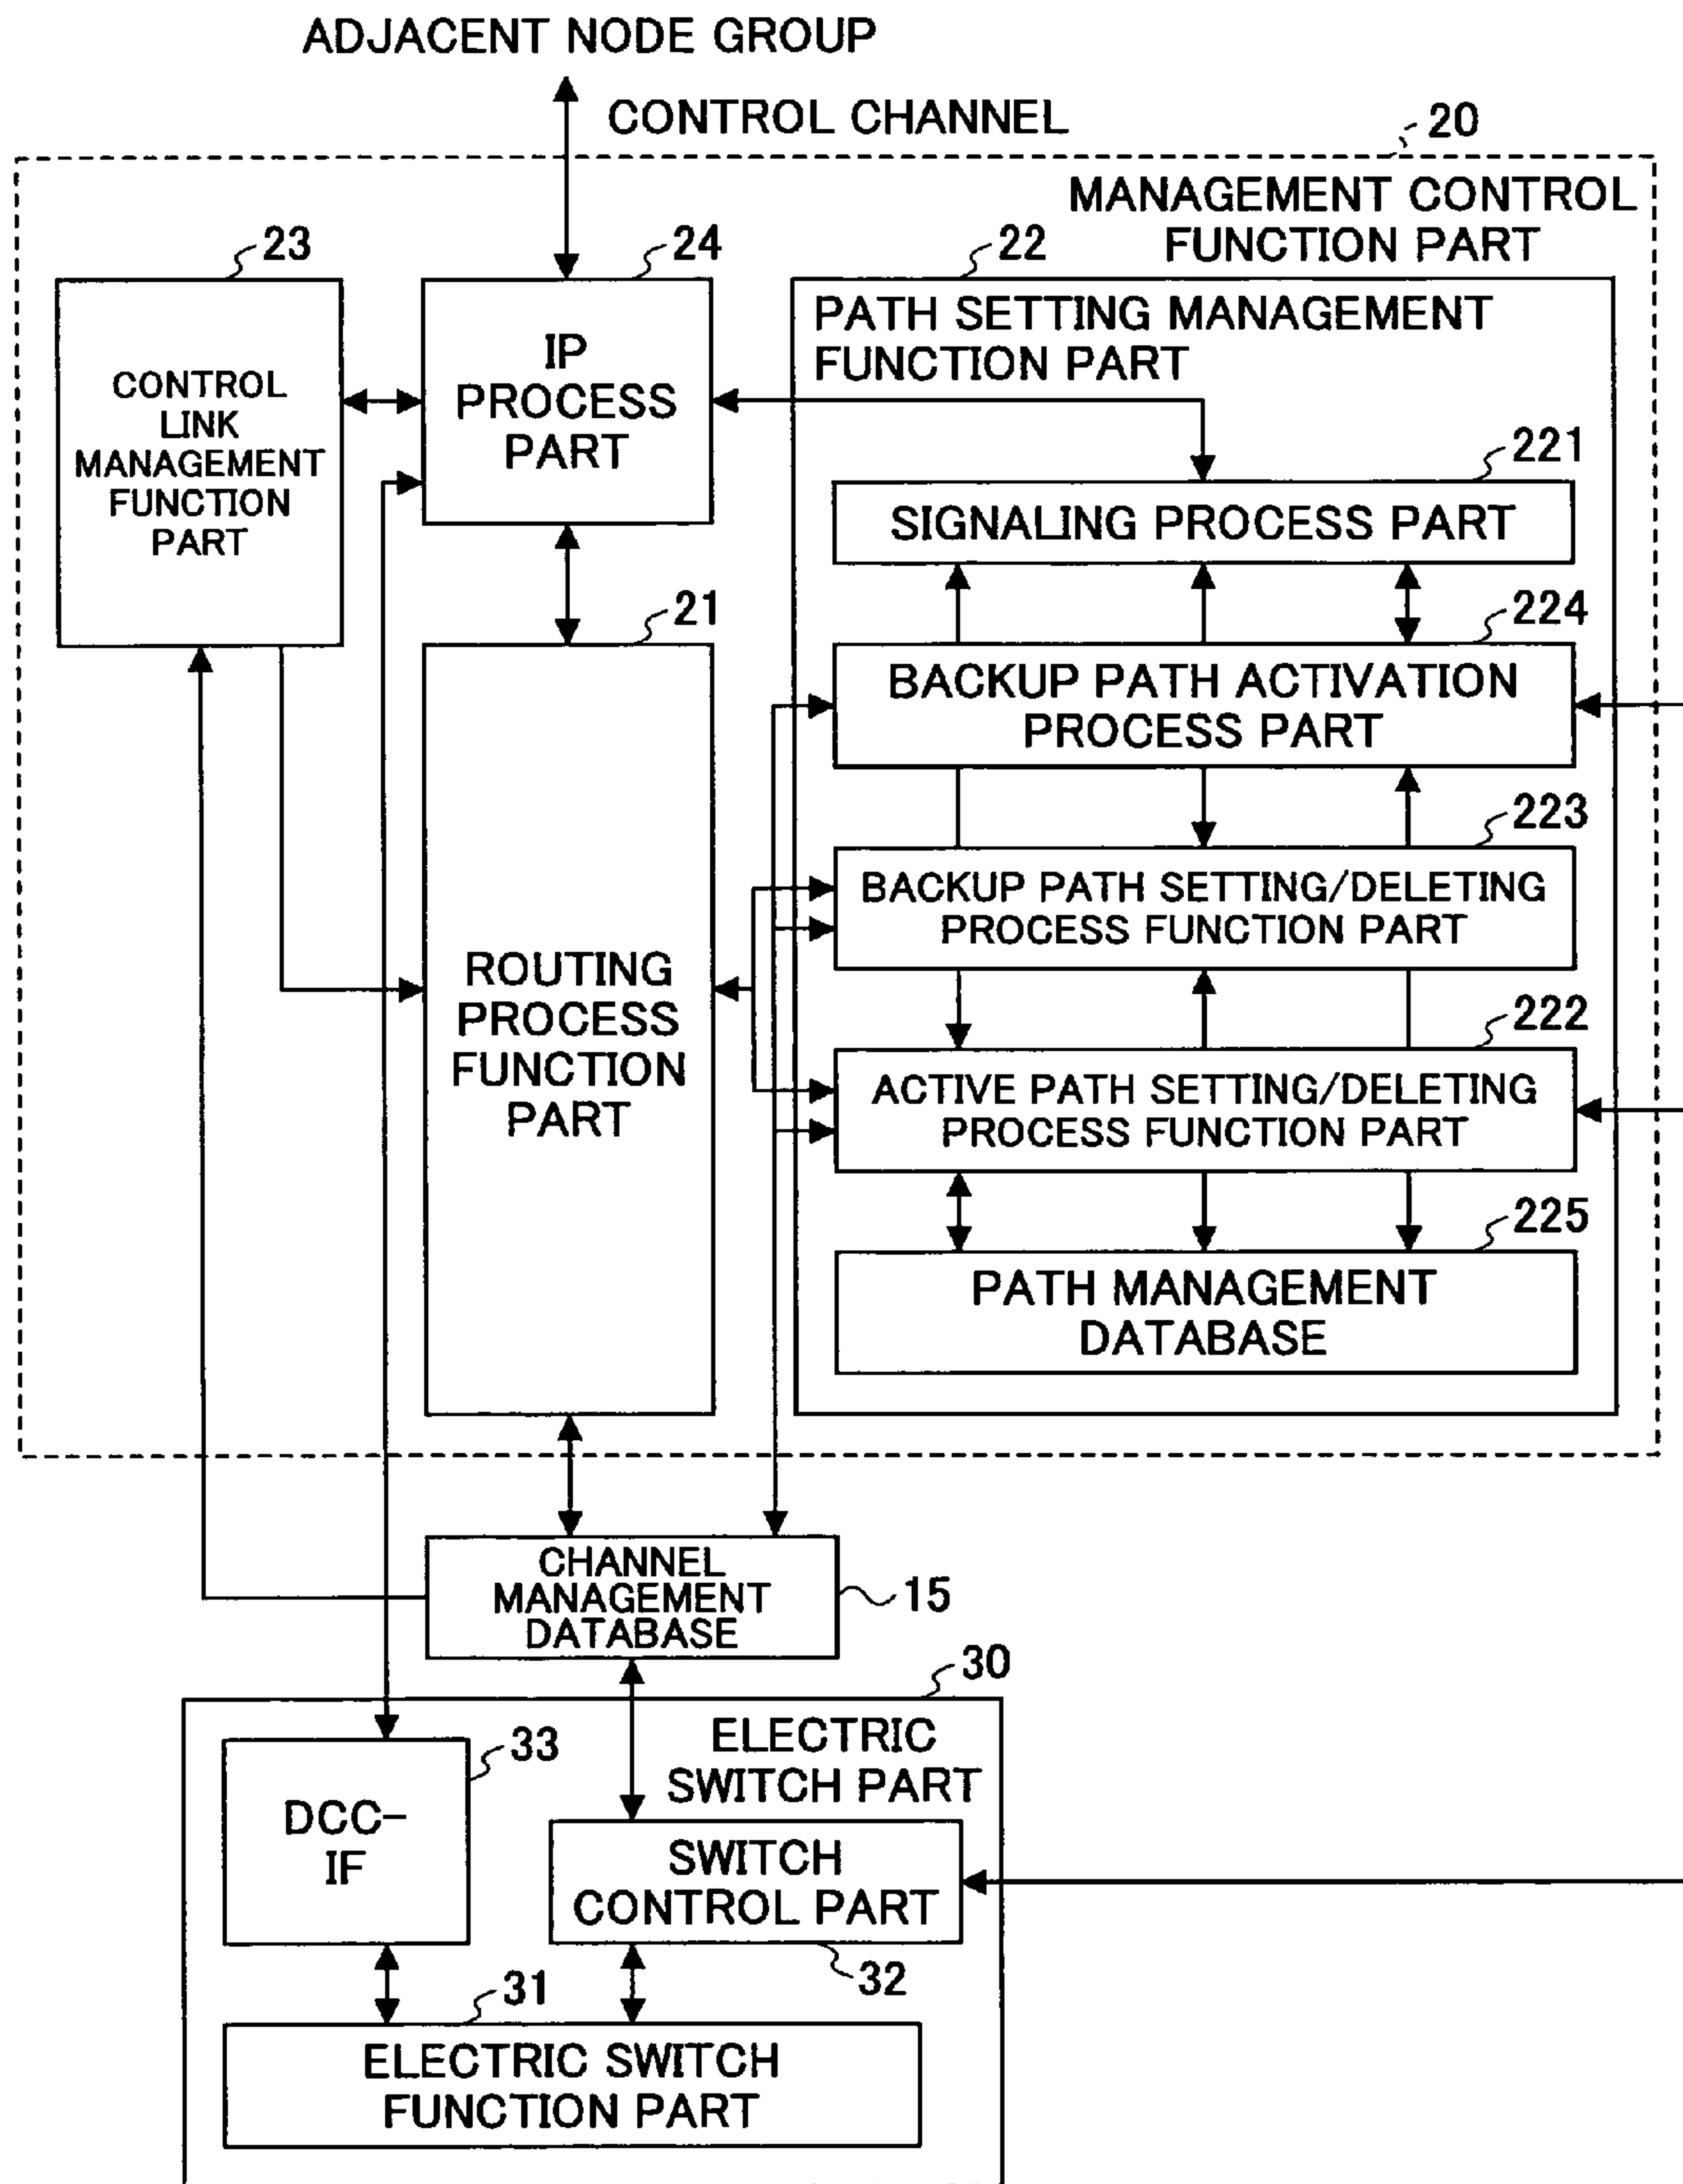 ADJACENT NODE GROUP
CONTROL CHANNEL
20
MANAGEMENT CONTROL
FUNCTION PART
23
24
22
CONTROL
LINK
MANAGEMENT
FUNCTION
PART
IP
PROCESS
PART
PATH SETTING MANAGEMENT
FUNCTION PART
221
SIGNALING PROCESS PART
21
224
BACKUP PATH ACTIVATION
PROCESS PART
223
BACKUP PATH SETTING/DELETING
PROCESS FUNCTION PART
ROUTING
PROCESS
FUNCTION
PART
222
ACTIVE PATH SETTING/DELETING
PROCESS FUNCTION PART
225
PATH MANAGEMENT
DATABASE
CHANNEL
MANAGEMENT
DATABASE
15
30
ELECTRIC
SWITCH PART
33
DCC-
IF
SWITCH
CONTROL PART
32
31
ELECTRIC SWITCH
FUNCTION PART